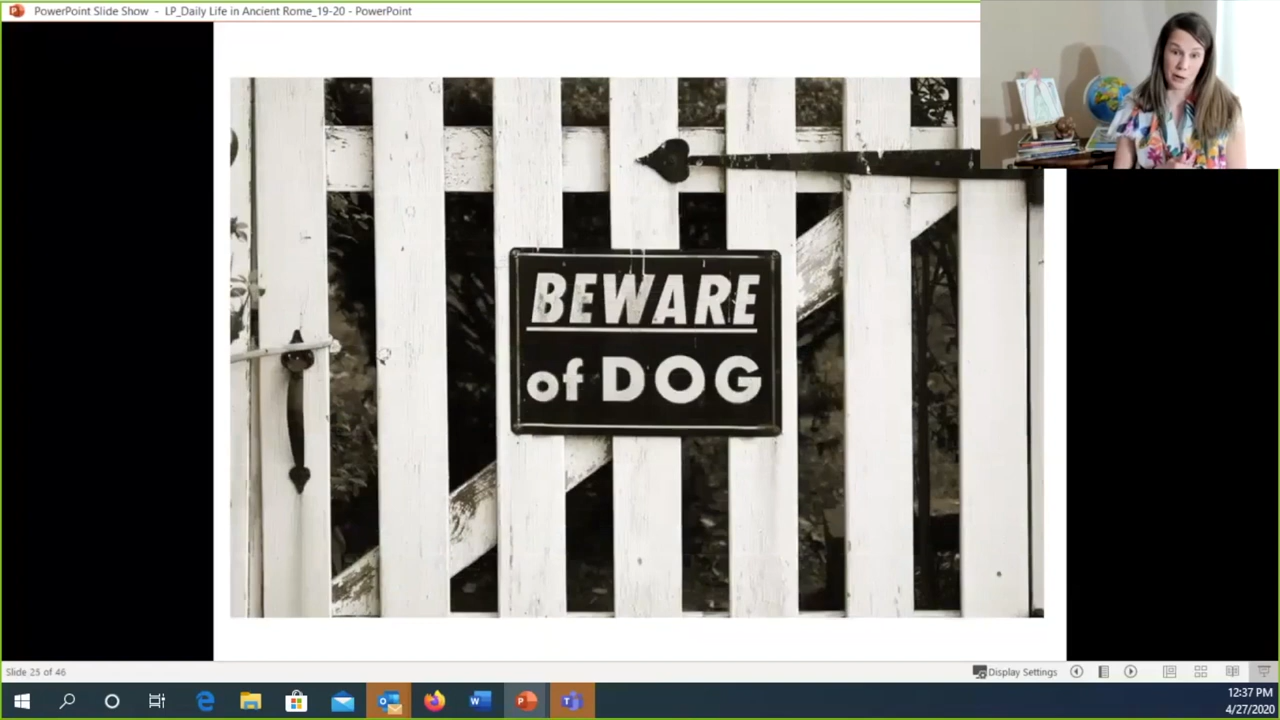 PowerPoint Slide Show - LP_Daily Life in Ancient Rome_19-20 - PowerPoint
BEWARE
of DOG
Slide 25 of 46
Display Settings
12:37 PM
4/27/2020